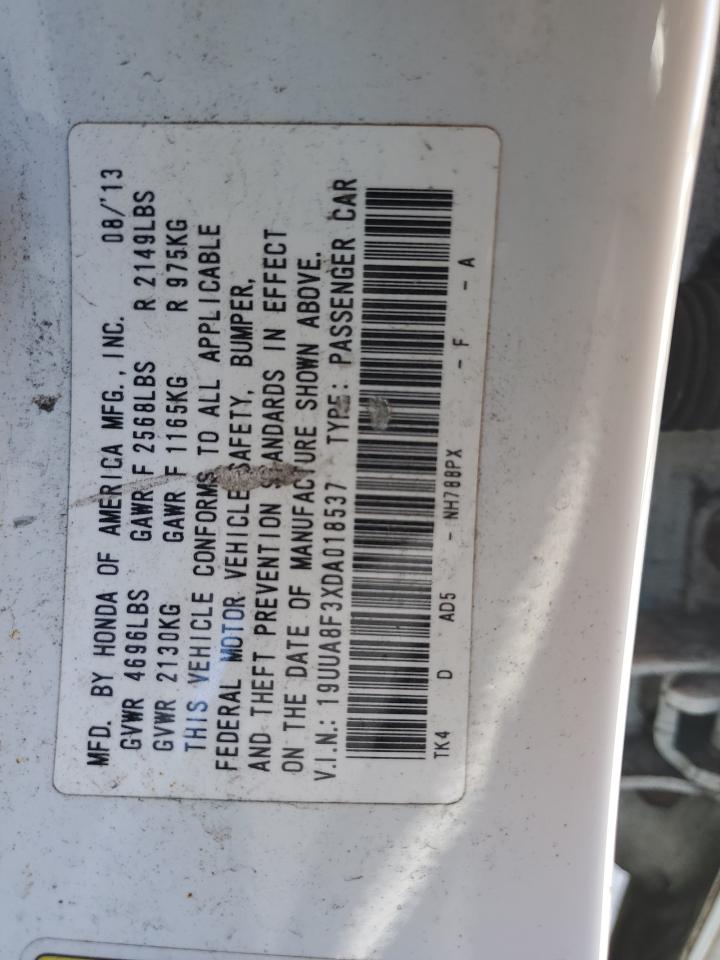 MFD. BY HONDA OF AMERICA MFG., INC. 08/'13
GVWR 4696LBS GAWR F 2568LBS R 2149LBS
GVWR 2130KG GAWR F 1165KG R 975KG
THIS VEHICLE CONFORMS TO ALL APPLICABLE
FEDERAL MOTOR VEHICLE SAFETY, BUMPER,
AND THEFT PREVENTION STANDARDS IN EFFECT
ON THE DATE OF MANUFACTURE SHOWN ABOVE.
V.I.N.: 19UUA8F3XDA018537 TYPE: PASSENGER CAR
TK4 D AD5 - NH788PX - F - A